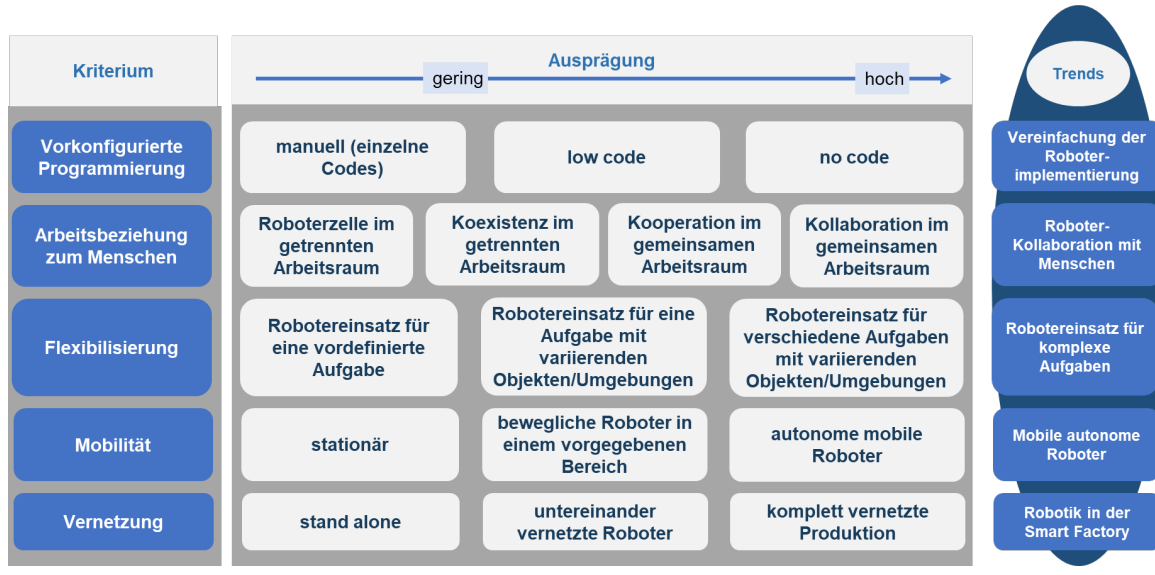 Kriterium
Ausprägung
gering
hoch
Trends
Vorkonfigurierte
Programmierung
manuell (einzelne
Codes)
low code
no code
Vereinfachung der
Roboter-
implementierung
Arbeitsbeziehung
zum Menschen
Roboterzelle im
getrennten
Arbeitsraum
Koexistenz im
getrennten
Arbeitsraum
Kooperation im
gemeinsamen
Arbeitsraum
Kollaboration im
gemeinsamen
Arbeitsraum
Roboter-
Kollaboration mit
Menschen
Flexibilisierung
Robotereinsatz für
eine vordefinierte
Aufgabe
Robotereinsatz für eine
Aufgabe mit
variierenden
Objekten/Umgebungen
Robotereinsatz für
verschiedene Aufgaben
mit variierenden
Objekten/Umgebungen
Robotereinsatz für
komplexe
Aufgaben
Mobilität
stationär
bewegliche Roboter in
einem vorgegebenen
Bereich
autonome mobile
Roboter
Mobile autonome
Roboter
Vernetzung
stand alone
untereinander
vernetzte Roboter
komplett vernetzte
Produktion
Robotik in der
Smart Factory